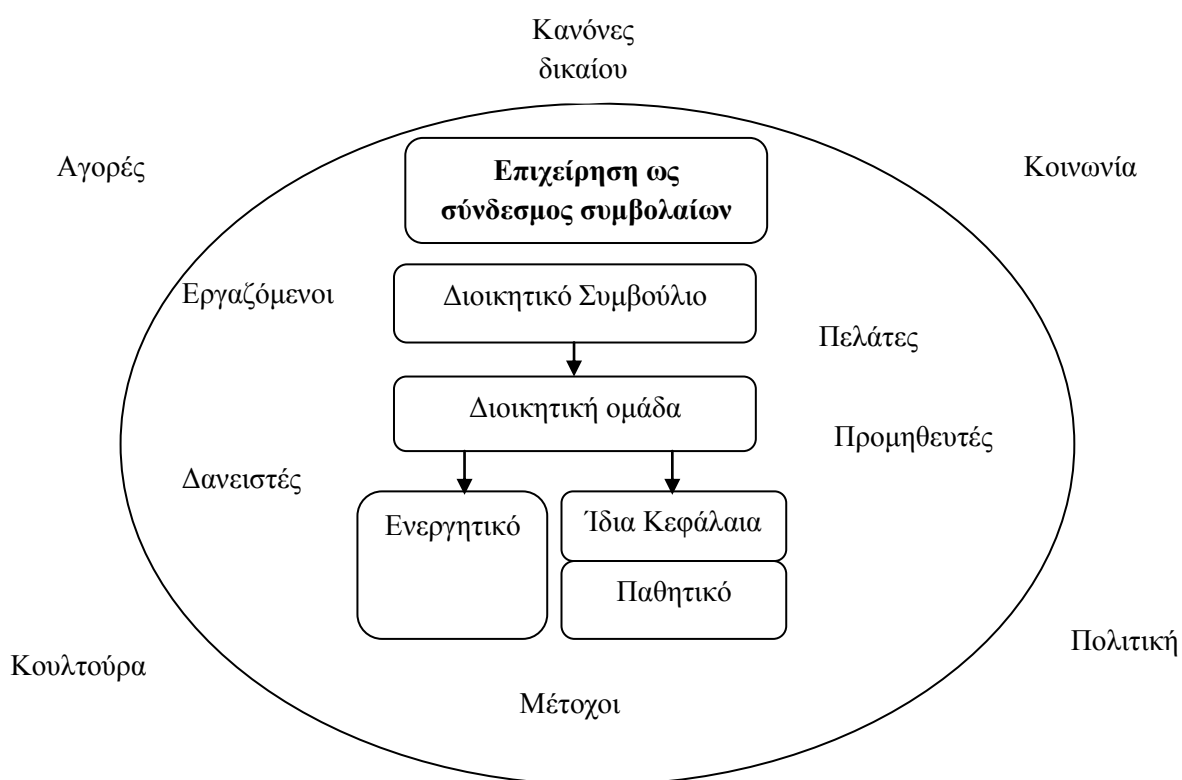 Κανόνες
δικαίου
Αγορές
Κοινωνία
Επιχείρηση ως
σύνδεσμος συμβολαίων
Εργαζόμενοι
Διοικητικό Συμβούλιο
Πελάτες
Διοικητική ομάδα
Προμηθευτές
Δανειστές
Ενεργητικό
Ίδια Κεφάλαια
Παθητικό
Πολιτική
Κουλτούρα
Μέτοχοι